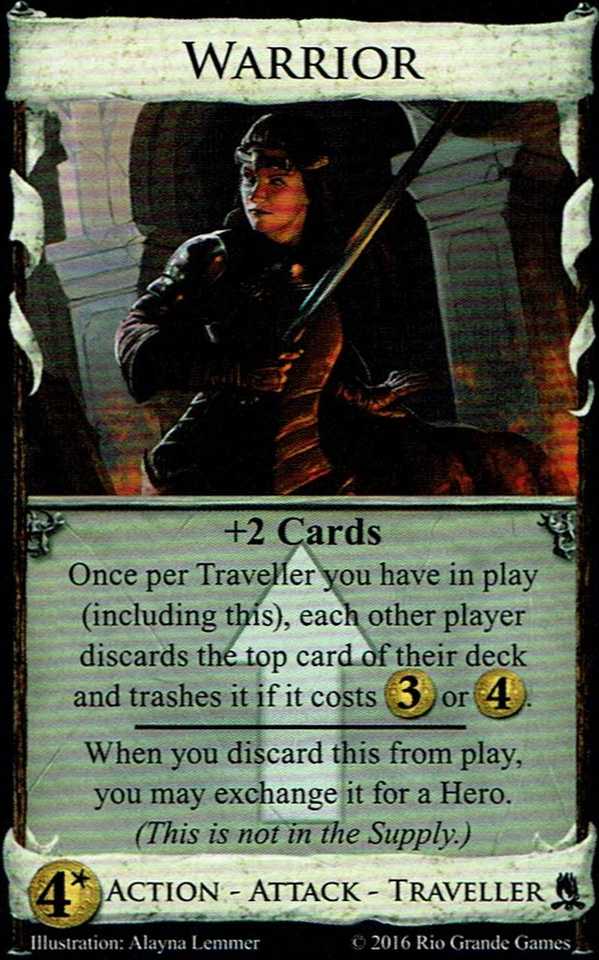 WARRIOR
+2 Cards
Once per Traveller you have in play
(including this), each other player
discards the top card of their deck
and trashes it if it costs 3 or 4.
When you discard this from play,
you may exchange it for a Hero.
(This is not in the Supply.)
4* ACTION - ATTACK - TRAVELLER
Illustration: Alayna Lemmer © 2016 Rio Grande Games